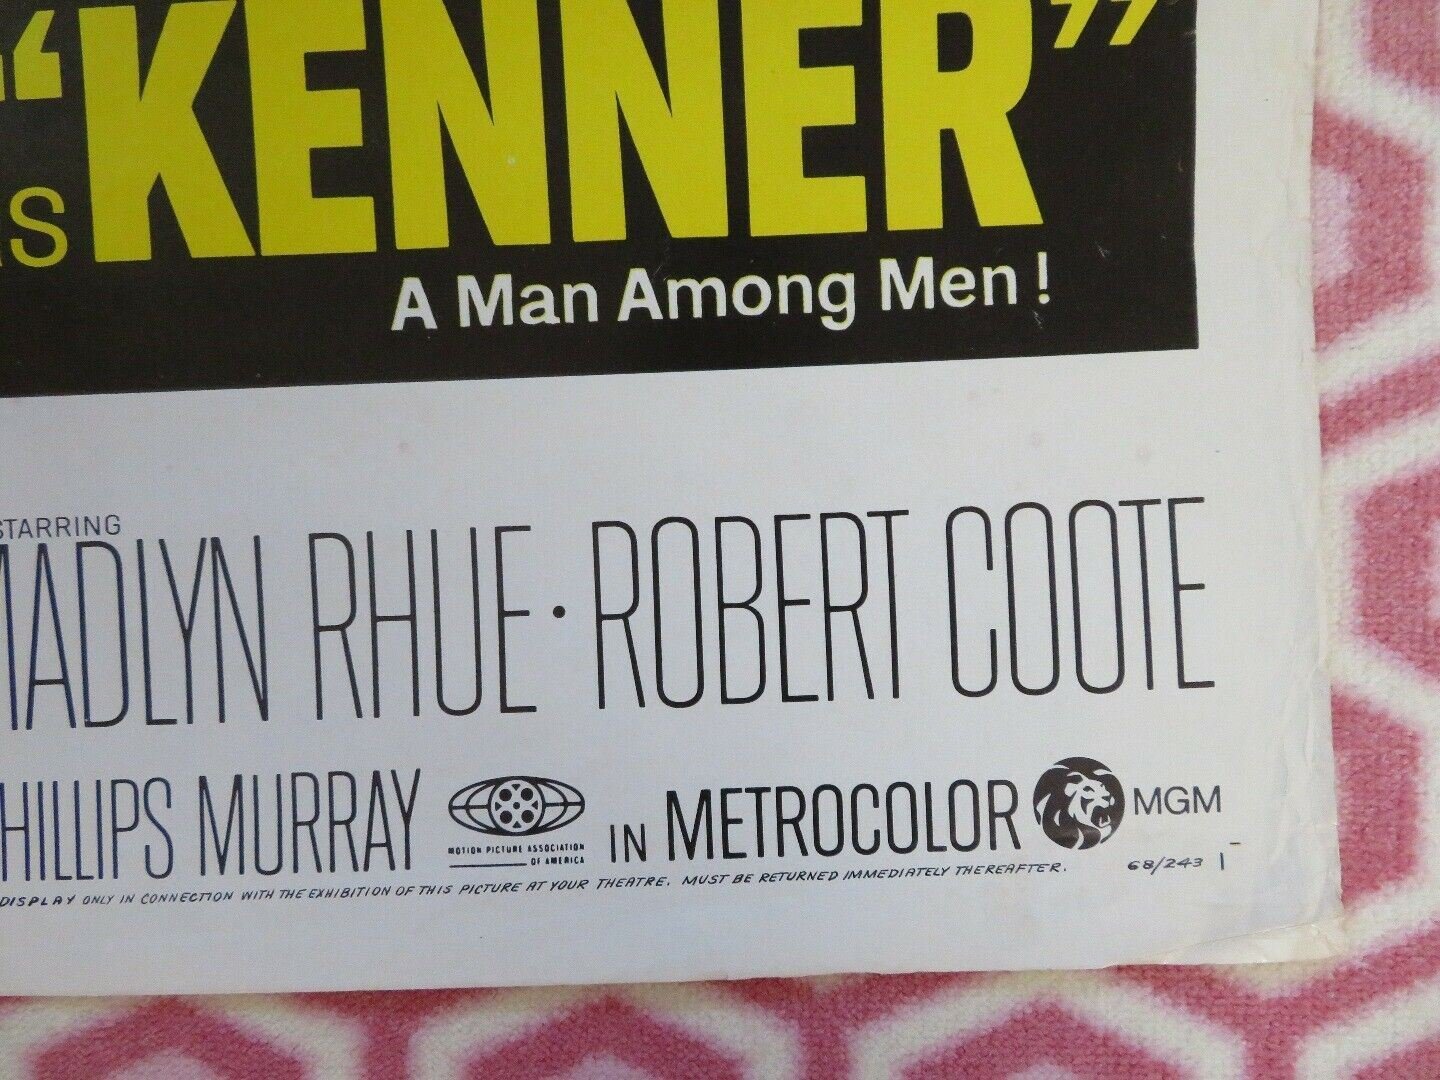 "KENNER"
AS
A Man Among Men!
STARRING
MADLYN RHUE · ROBERT COOTE
PHILLIPS MURRAY
MOTION PICTURE ASSOCIATION
OF AMERICA
IN METROCOLOR
MGM
DISPLAY ONLY IN CONNECTION WITH THE EXHIBITION OF THIS PICTURE AT YOUR THEATRE. MUST BE RETURNED IMMEDIATELY THEREAFTER.
68/243